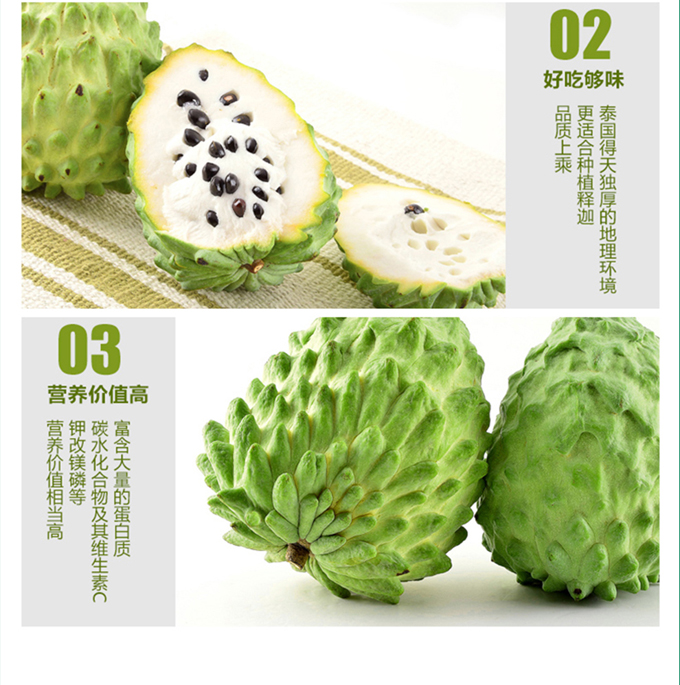 02
好吃够味
泰国得天独厚的地理环境
更适合种植释迦
品质上乘
03
营养价值高
富含大量的蛋白质
碳水化合物及其维生素C
钾改镁磷等
营养价值相当高